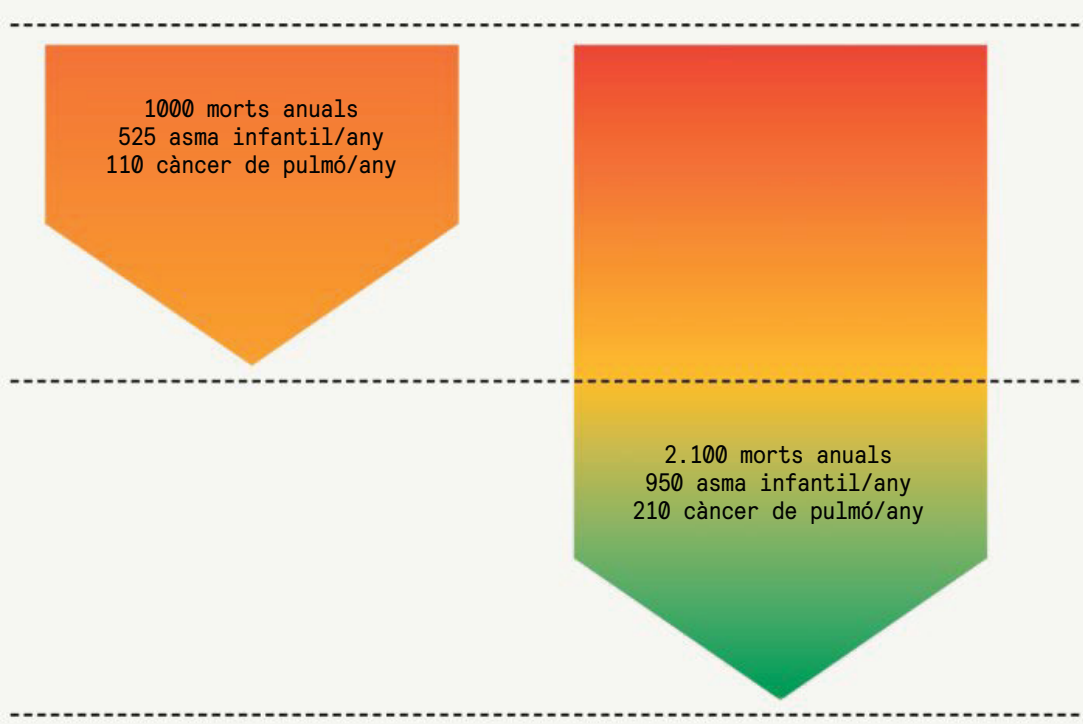 1000 morts anuals
525 asma infantil/any
110 càncer de pulmó/any
2.100 morts anuals
950 asma infantil/any
210 càncer de pulmó/any